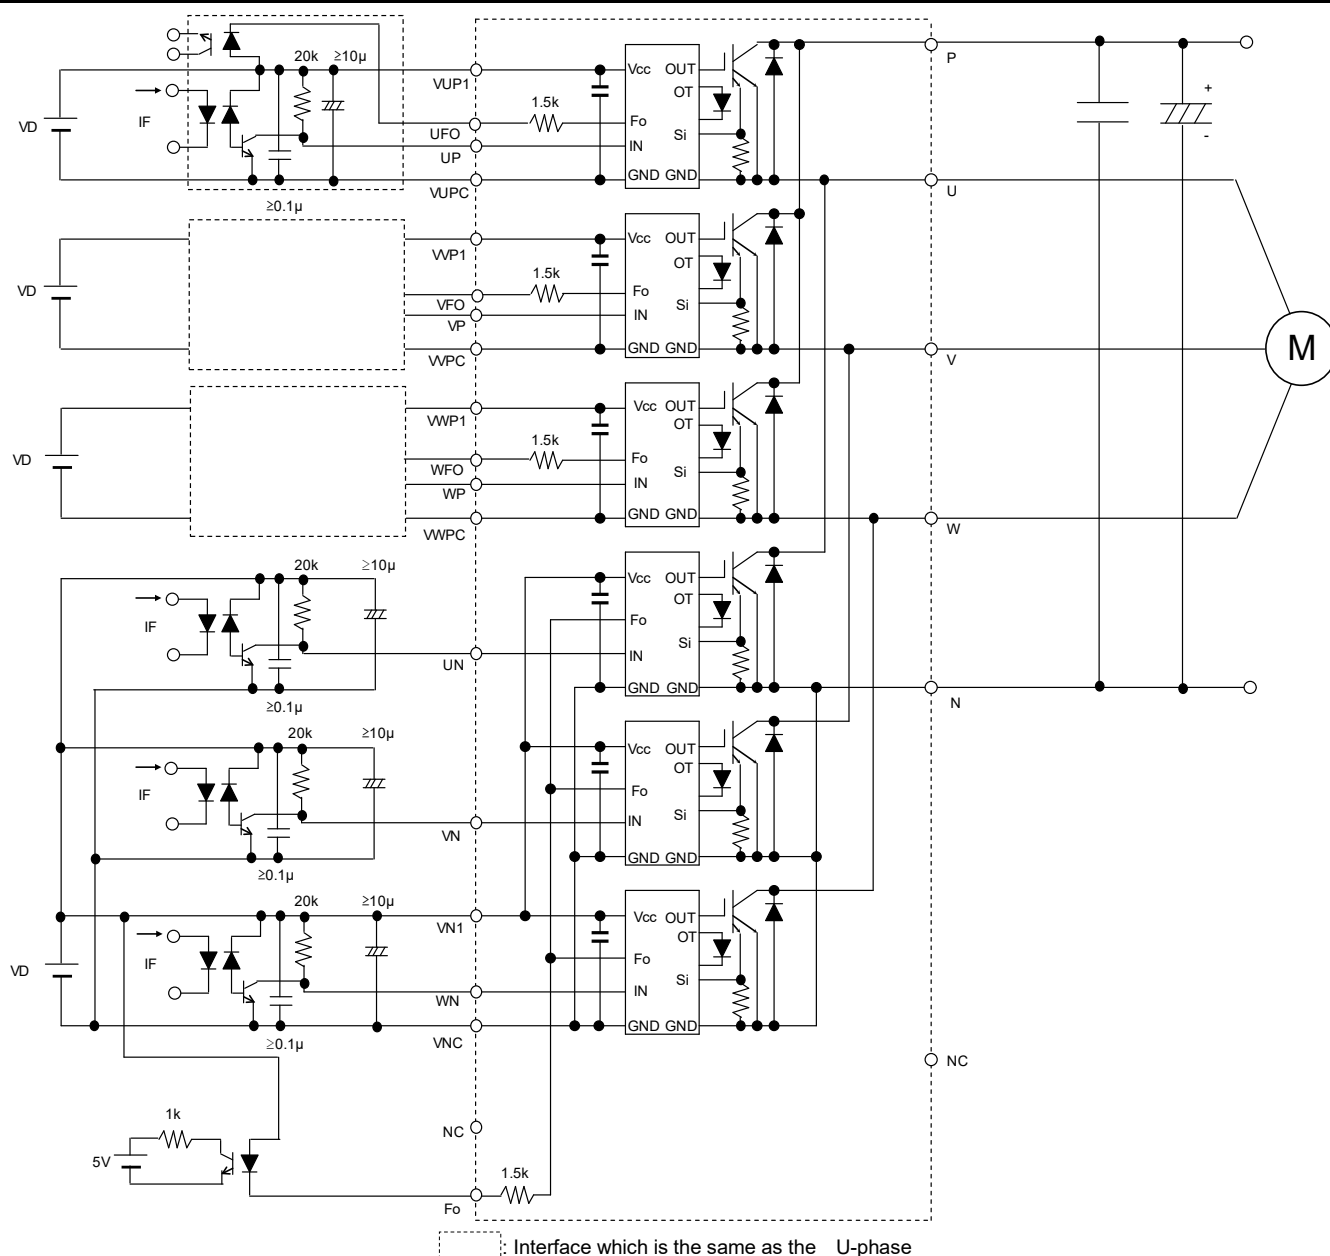 20k ≥10μ
P
VUP1
Vcc OUT
OT
1.5k
+
VD
IF
Fo
Si
-
UFO
UP
IN
GND GND
VUPC
U
≥0.1μ
Vcc OUT
VVP1
OT
1.5k
VD
Fo
VFO
Si
VP
IN
GND GND
VVPC
V
M
VWP1
Vcc OUT
OT
1.5k
VD
Fo
WFO
Si
WP
IN
GND GND
VWPC
W
20k ≥10μ
Vcc OUT
OT
IF
Fo
Si
UN
IN
GND GND
N
≥0.1μ
20k ≥10μ
Vcc OUT
OT
IF
Fo
Si
VN
IN
GND GND
≥0.1μ
20k ≥10μ
VN1
Vcc OUT
OT
IF
Fo
VD
Si
WN
IN
GND GND
VNC
≥0.1μ
NC
1k
NC
5V
1.5k
Fo
: Interface which is the same as the U-phase